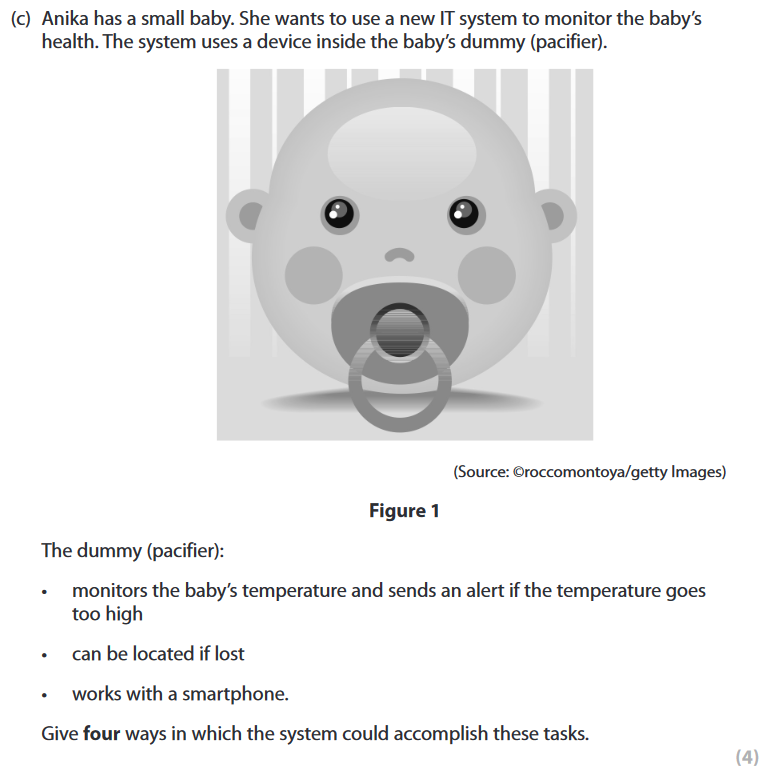 (c) Anika has a small baby. She wants to use a new IT system to monitor the baby’s
health. The system uses a device inside the baby’s dummy (pacifier).
(Source: ©roccomontoya/getty Images)
Figure 1
The dummy (pacifier):
• monitors the baby’s temperature and sends an alert if the temperature goes
too high
• can be located if lost
• works with a smartphone.
Give four ways in which the system could accomplish these tasks.
(4)